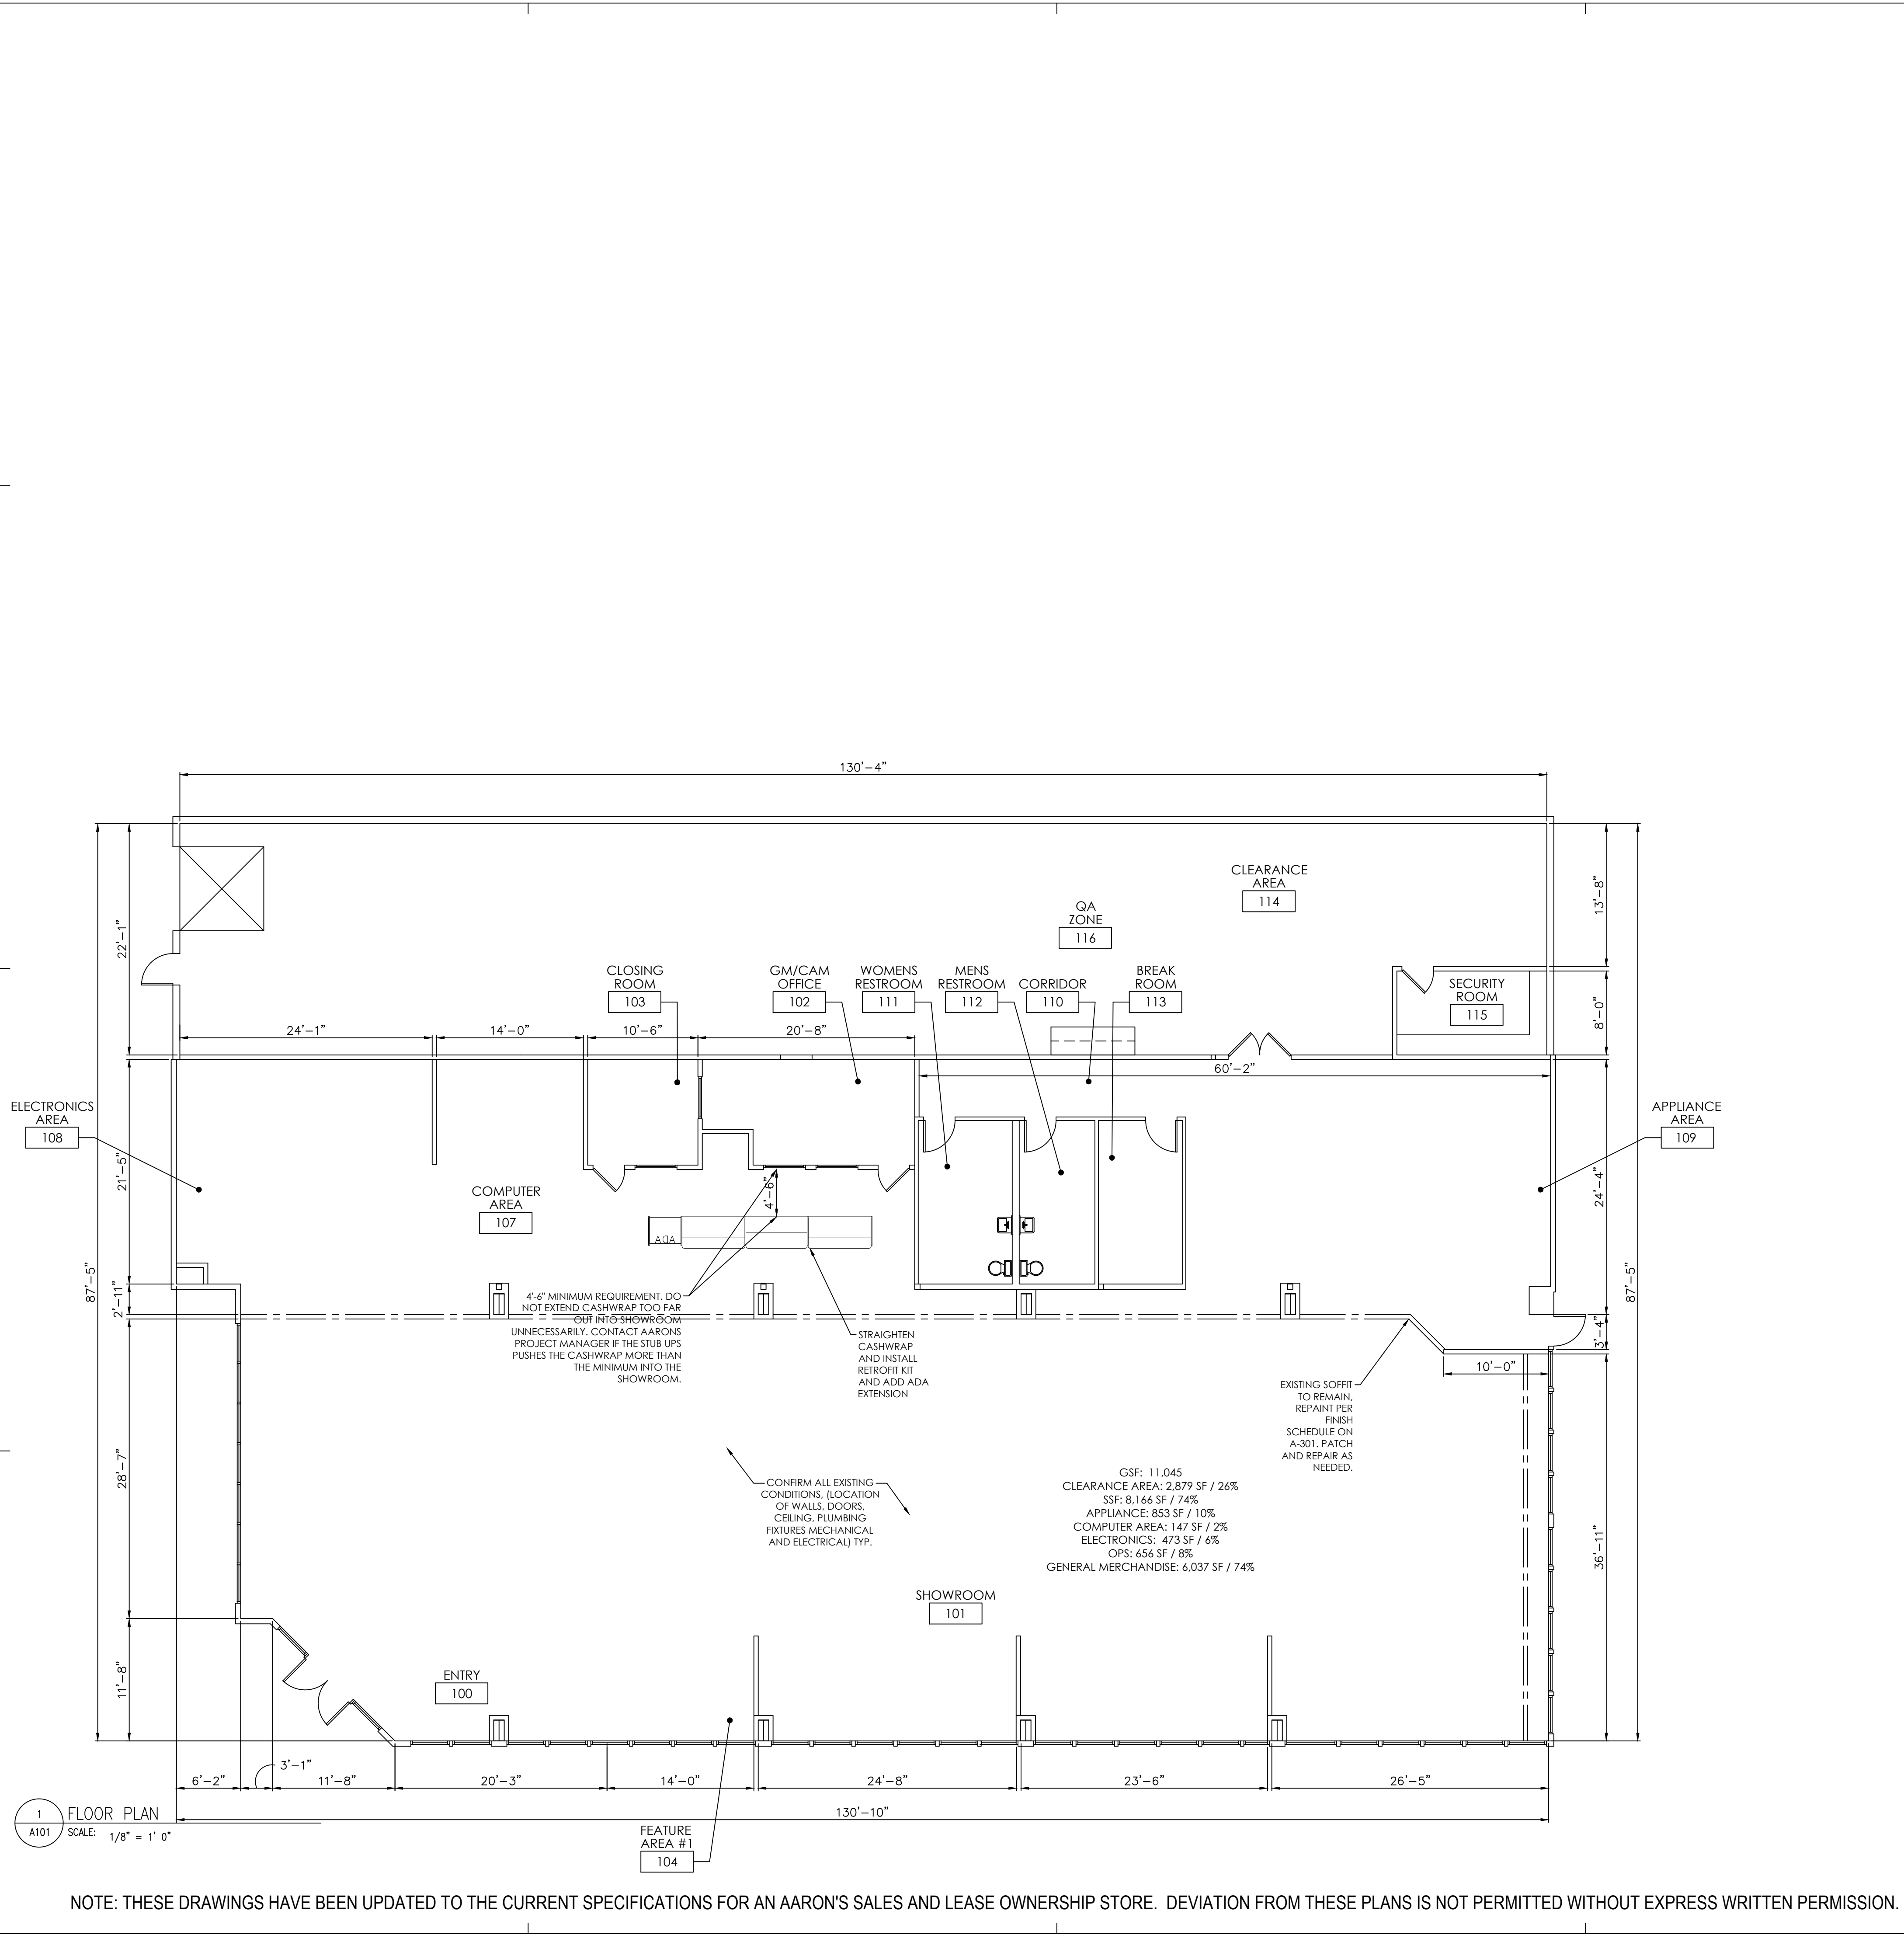 130'-4"
CLEARANCE
AREA
114
13'-8"
QA
ZONE
116
22'-1"
87'-5"
CLOSING
ROOM
103
GM/CAM
OFFICE
102
WOMENS
RESTROOM
111
MENS
RESTROOM
112
CORRIDOR
110
BREAK
ROOM
113
SECURITY
ROOM
115
8'-0"
24'-1"
14'-0"
10'-6"
20'-8"
60'-2"
ELECTRONICS
AREA
108
APPLIANCE
AREA
109
21'-5"
COMPUTER
AREA
107
4'-6"
24'-4"
ADA
87'-5"
2'-11"
4'-6" MINIMUM REQUIREMENT. DO
NOT EXTEND CASHWRAP TOO FAR
OUT INTO SHOWROOM
UNNECESSARILY. CONTACT AARONS
PROJECT MANAGER IF THE STUB UPS
PUSHES THE CASHWRAP MORE THAN
THE MINIMUM INTO THE
SHOWROOM.
STRAIGHTEN
CASHWRAP
AND INSTALL
RETROFIT KIT
AND ADD ADA
EXTENSION
3'-4"
10'-0"
EXISTING SOFFIT
TO REMAIN,
REPAINT PER
FINISH
SCHEDULE ON
A-301. PATCH
AND REPAIR AS
NEEDED.
28'-7"
CONFIRM ALL EXISTING
CONDITIONS, (LOCATION
OF WALLS, DOORS,
CEILING, PLUMBING
FIXTURES MECHANICAL
AND ELECTRICAL) TYP.
GSF: 11,045
CLEARANCE AREA: 2,879 SF / 26%
SSF: 8,166 SF / 74%
APPLIANCE: 853 SF / 10%
COMPUTER AREA: 147 SF / 2%
ELECTRONICS: 473 SF / 6%
OPS: 656 SF / 8%
GENERAL MERCHANDISE: 6,037 SF / 74%
36'-11"
SHOWROOM
101
11'-8"
ENTRY
100
3'-1"
6'-2"
11'-8"
20'-3"
14'-0"
24'-8"
23'-6"
26'-5"
130'-10"
1
A101
FLOOR PLAN
SCALE: 1/8" = 1' 0"
FEATURE
AREA #1
104
NOTE: THESE DRAWINGS HAVE BEEN UPDATED TO THE CURRENT SPECIFICATIONS FOR AN AARON'S SALES AND LEASE OWNERSHIP STORE. DEVIATION FROM THESE PLANS IS NOT PERMITTED WITHOUT EXPRESS WRITTEN PERMISSION.